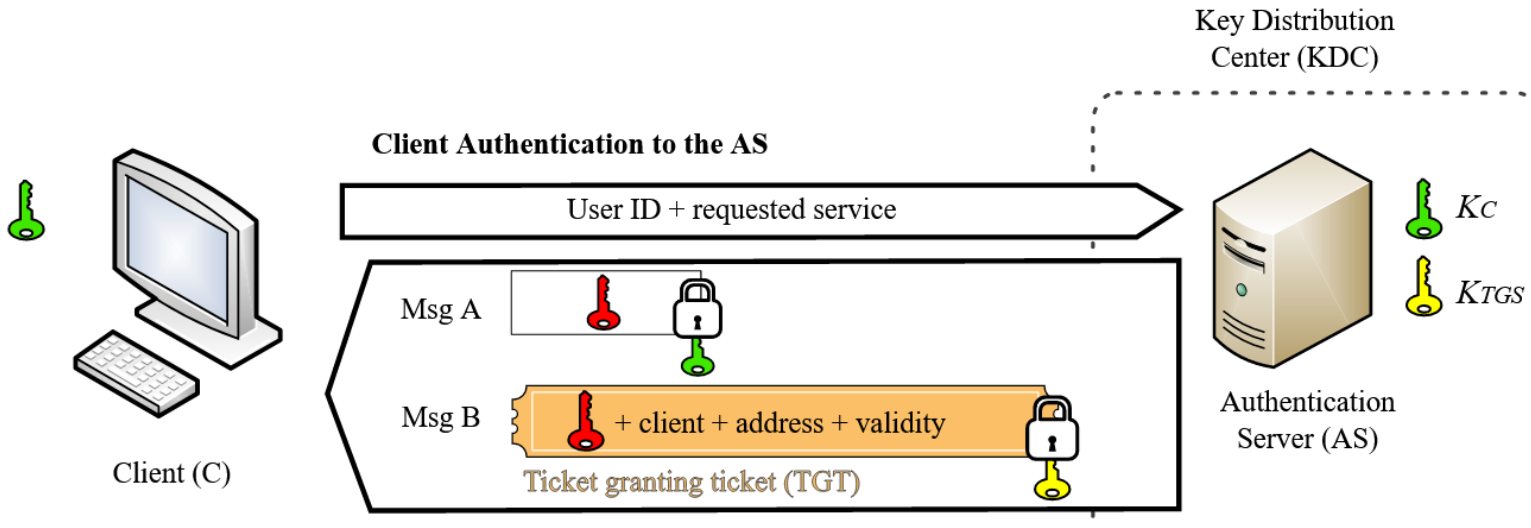 Key Distribution
Center (KDC)
Client Authentication to the AS
User ID + requested service
KC
KTGS
Msg A
Msg B
+ client + address + validity
Ticket granting ticket (TGT)
Client (C)
Authentication
Server (AS)